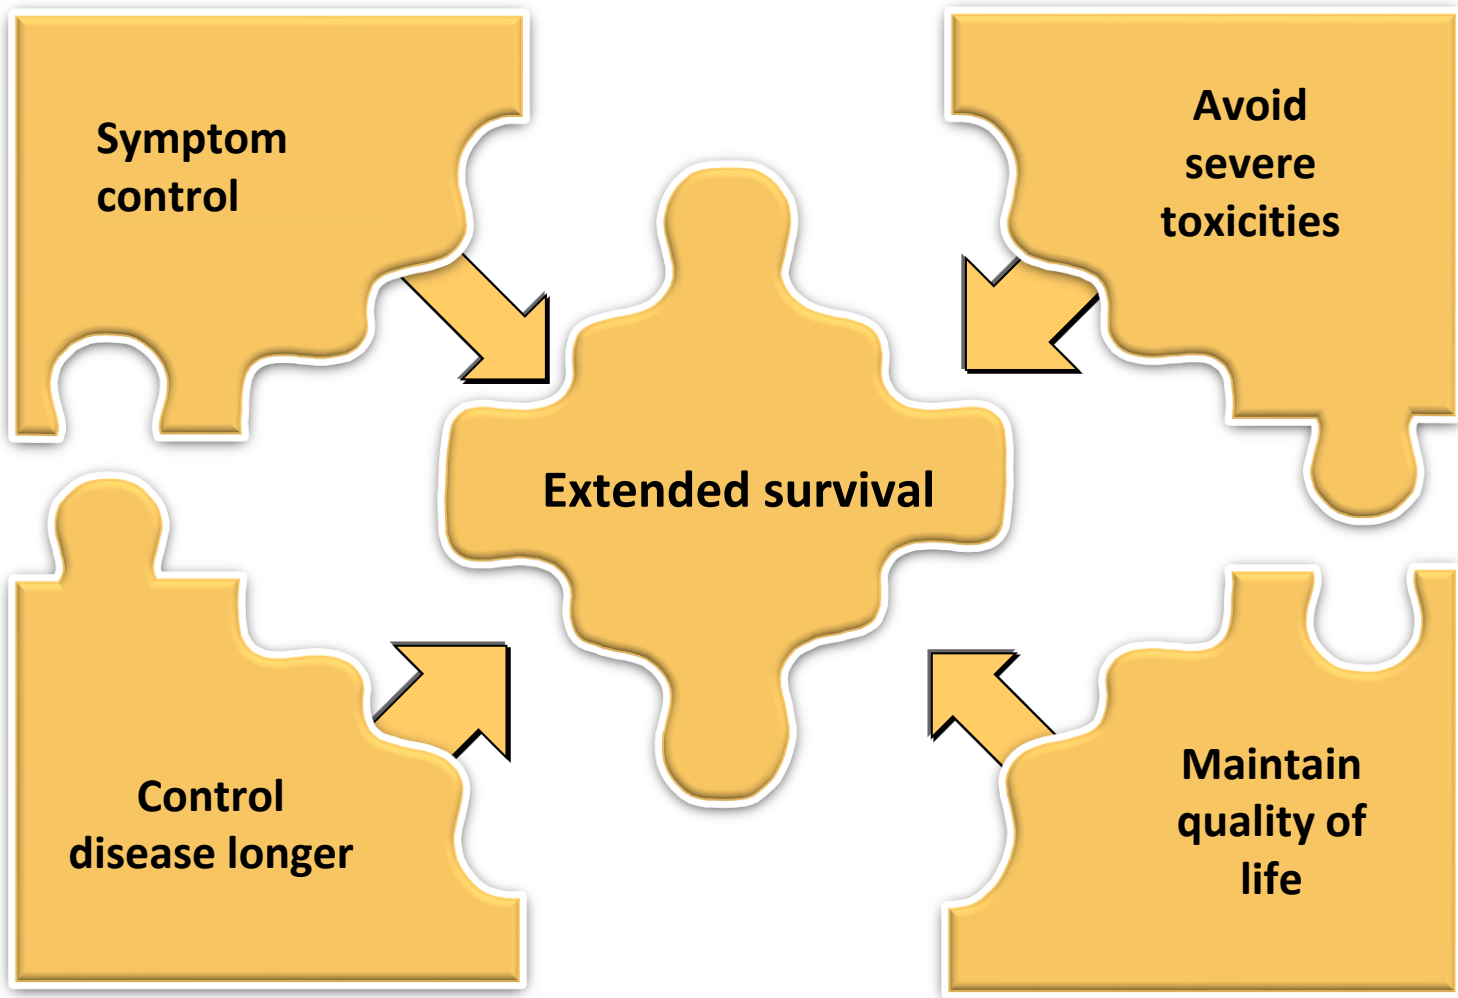 Symptom
control
Avoid
severe
toxicities
Extended survival
Control
disease longer
Maintain
quality of
life